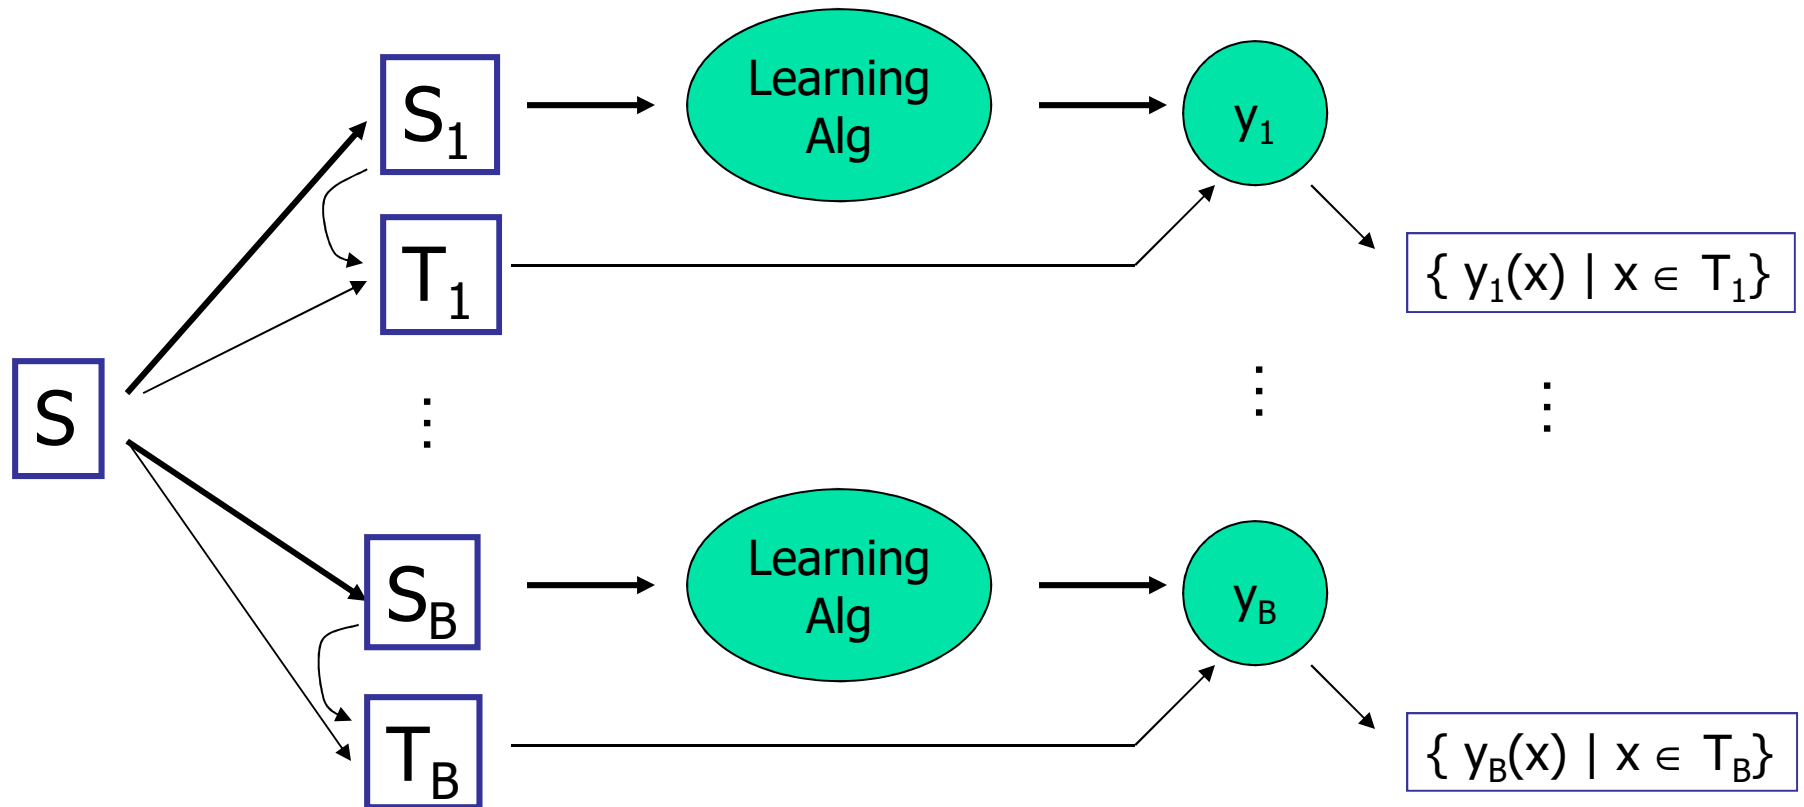 S₁
Learning
Alg
y₁
T₁
{ y₁(x) | x ∈ T₁}
S
⋮
⋮
⋮
S_B
Learning
Alg
y_B
T_B
{ y_B(x) | x ∈ T_B}